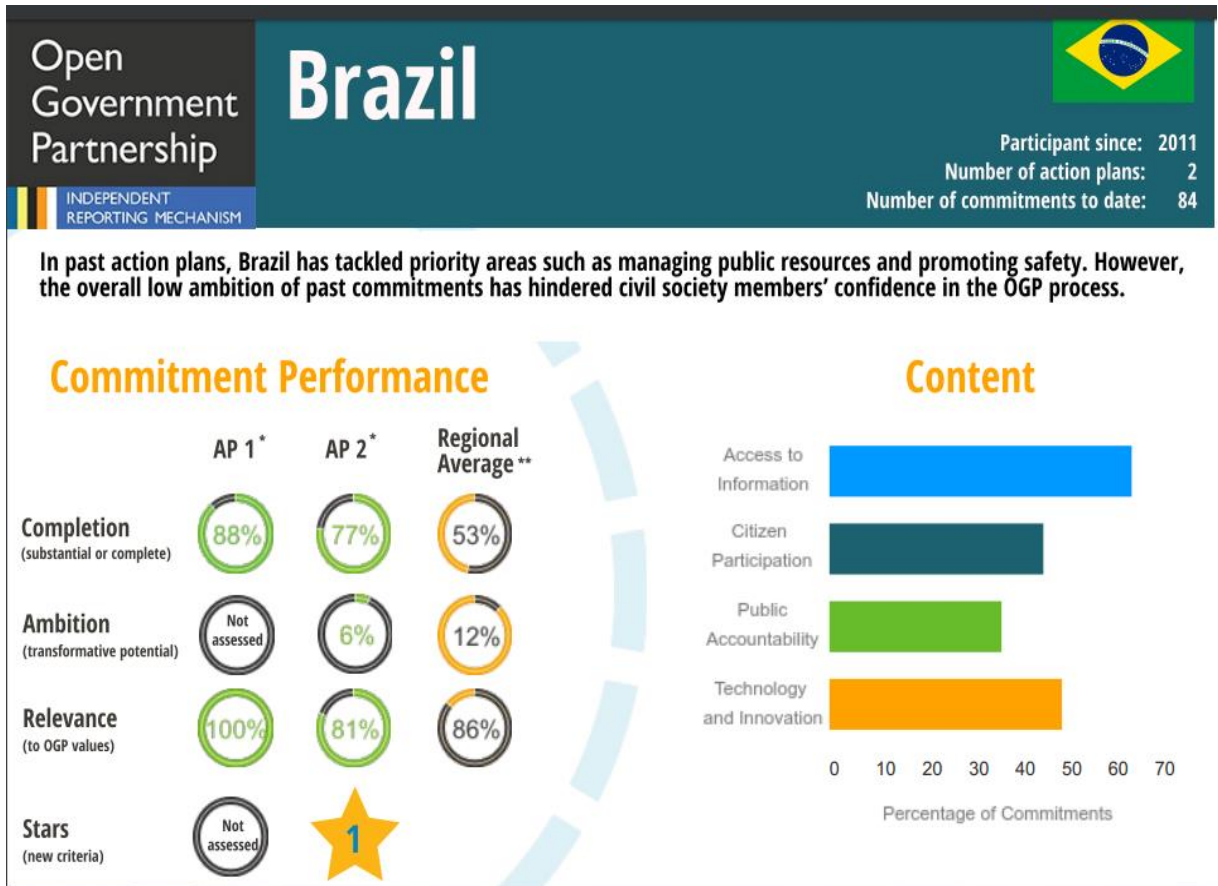 Open
Government
Partnership
INDEPENDENT
REPORTING MECHANISM
Brazil
Participant since: 2011
Number of action plans: 2
Number of commitments to date: 84
In past action plans, Brazil has tackled priority areas such as managing public resources and promoting safety. However,
the overall low ambition of past commitments has hindered civil society members’ confidence in the OGP process.
Commitment Performance
AP 1*
AP 2*
Regional
Average**
Completion
(substantial or complete)
88%
77%
53%
Ambition
(transformative potential)
Not
assessed
6%
12%
Relevance
(to OGP values)
100%
81%
86%
Stars
(new criteria)
Not
assessed
1
Content
Access to
Information
Citizen
Participation
Public
Accountability
Technology
and Innovation
0 10 20 30 40 50 60 70
Percentage of Commitments